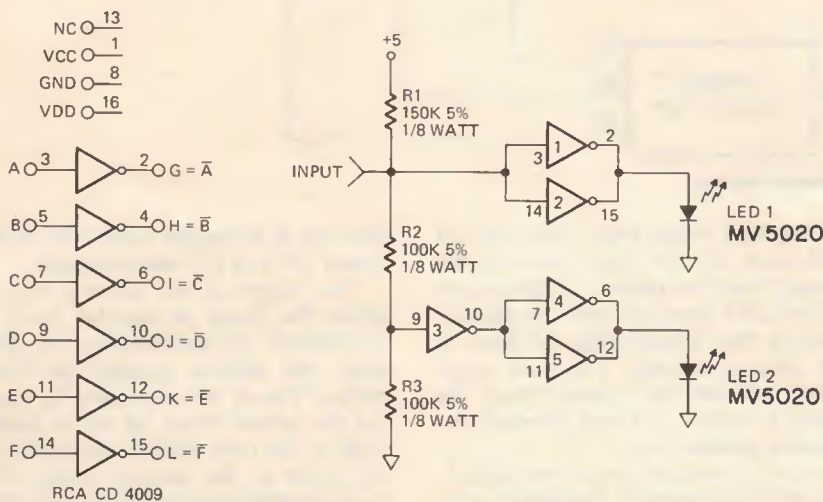 NC 13
VCC 1
GND 8
VDD 16
A 3 2 G = A̅
B 5 4 H = B̅
C 7 6 I = C̅
D 9 10 J = D̅
E 11 12 K = E̅
F 14 15 L = F̅
RCA CD 4009
+5
R1
150K 5%
1/8 WATT
INPUT
3 1 2
14 2 15
LED 1
MV 5020
R2
100K 5%
1/8 WATT
9 3 10
7 4 6
11 5 12
LED 2
MV5020
R3
100K 5%
1/8 WATT